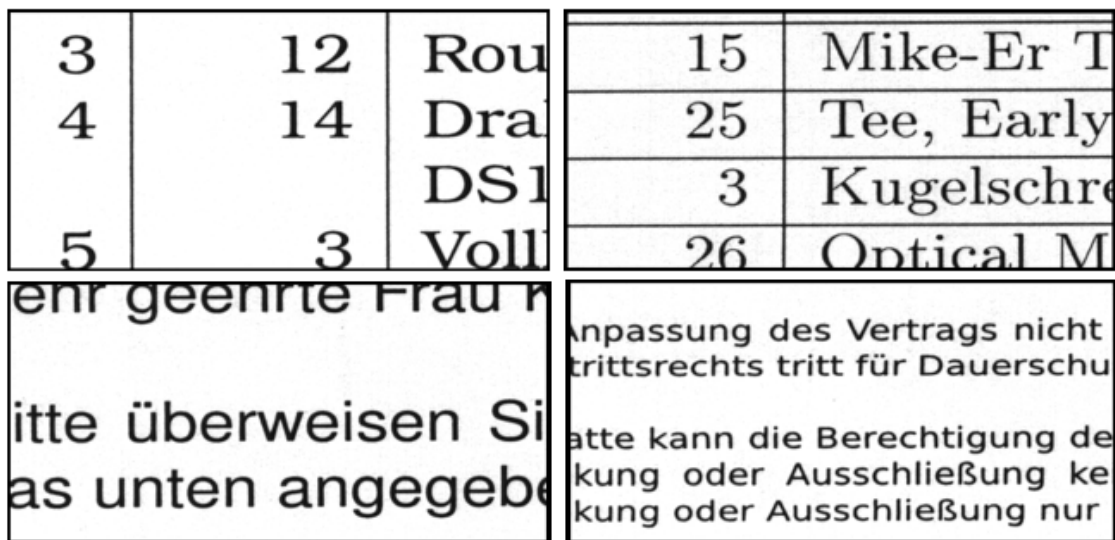 3 12 Rou
4 14 Dra
DS1
5 3 Voll
15 Mike-Er T
25 Tee, Early
3 Kugelschre
26 Optical M
ehr geehrte Frau K
itte überweisen Si
as unten angegebe
Anpassung des Vertrags nicht
trittsrechts tritt für Dauerschu
atte kann die Berechtigung de
kung oder Ausschließung ke
kung oder Ausschließung nur